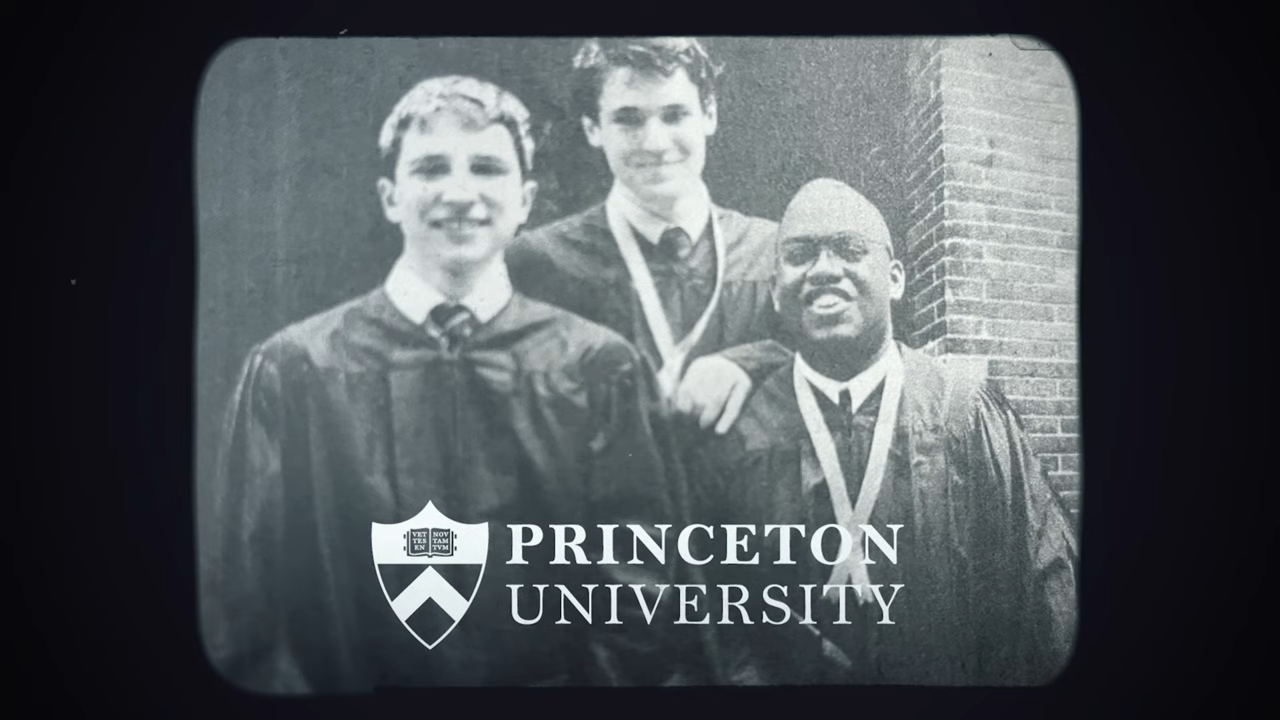 VET NOV
TES TAM
EN TVM
PRINCETON
UNIVERSITY